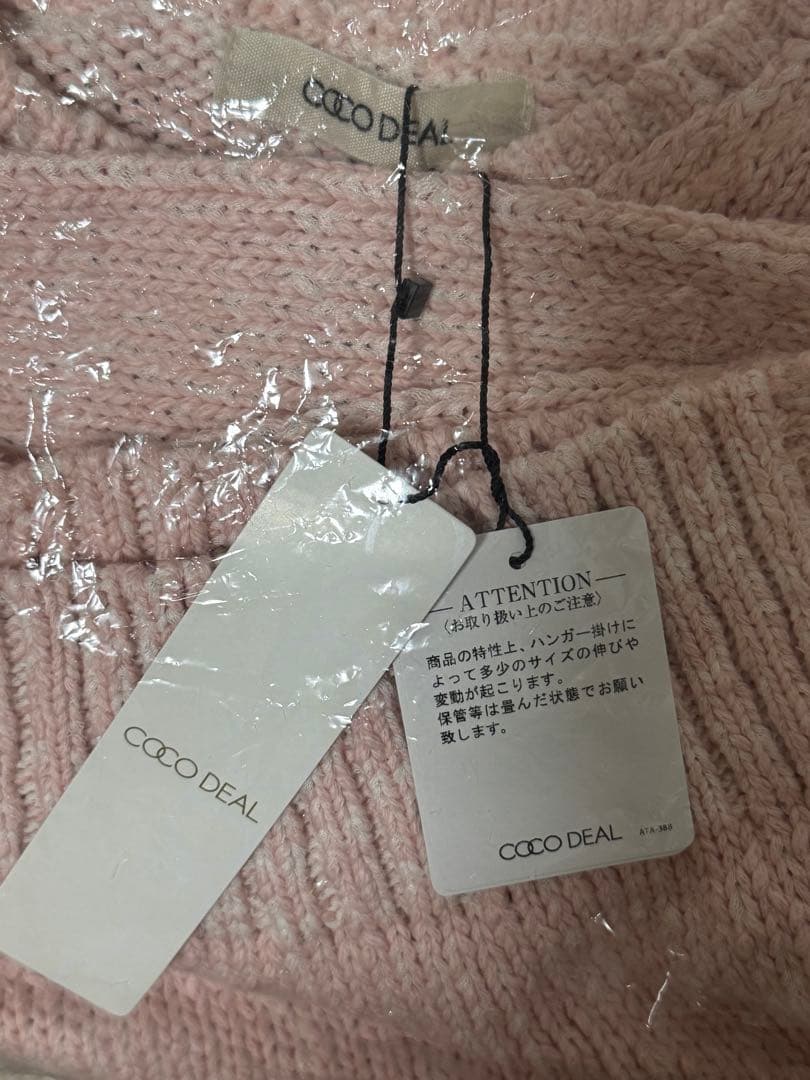 COCO DEAL
ATTENTION
〈お取り扱い上のご注意〉
商品の特性上、ハンガー掛けに
よって多少のサイズの伸びや
変動が起こります。
保管等は畳んだ状態でお願い
致します。
COCO DEAL
ATA-388
COCO DEAL